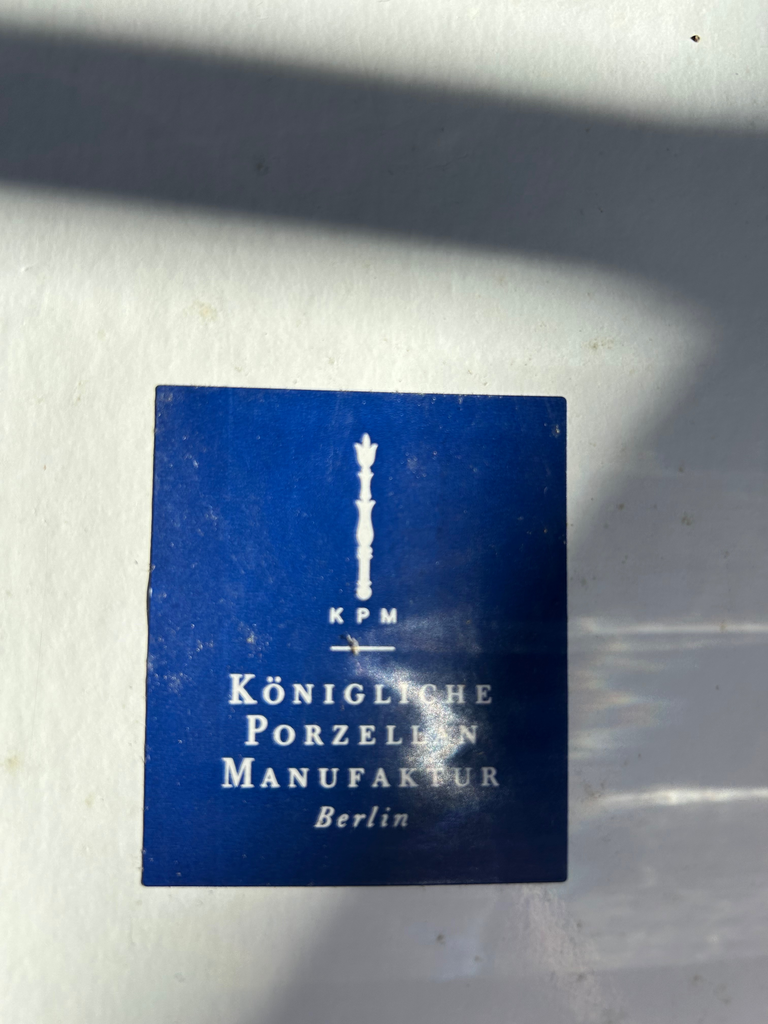 KPM
KÖNIGLICHE
PORZELLAN
MANUFAKTUR
Berlin